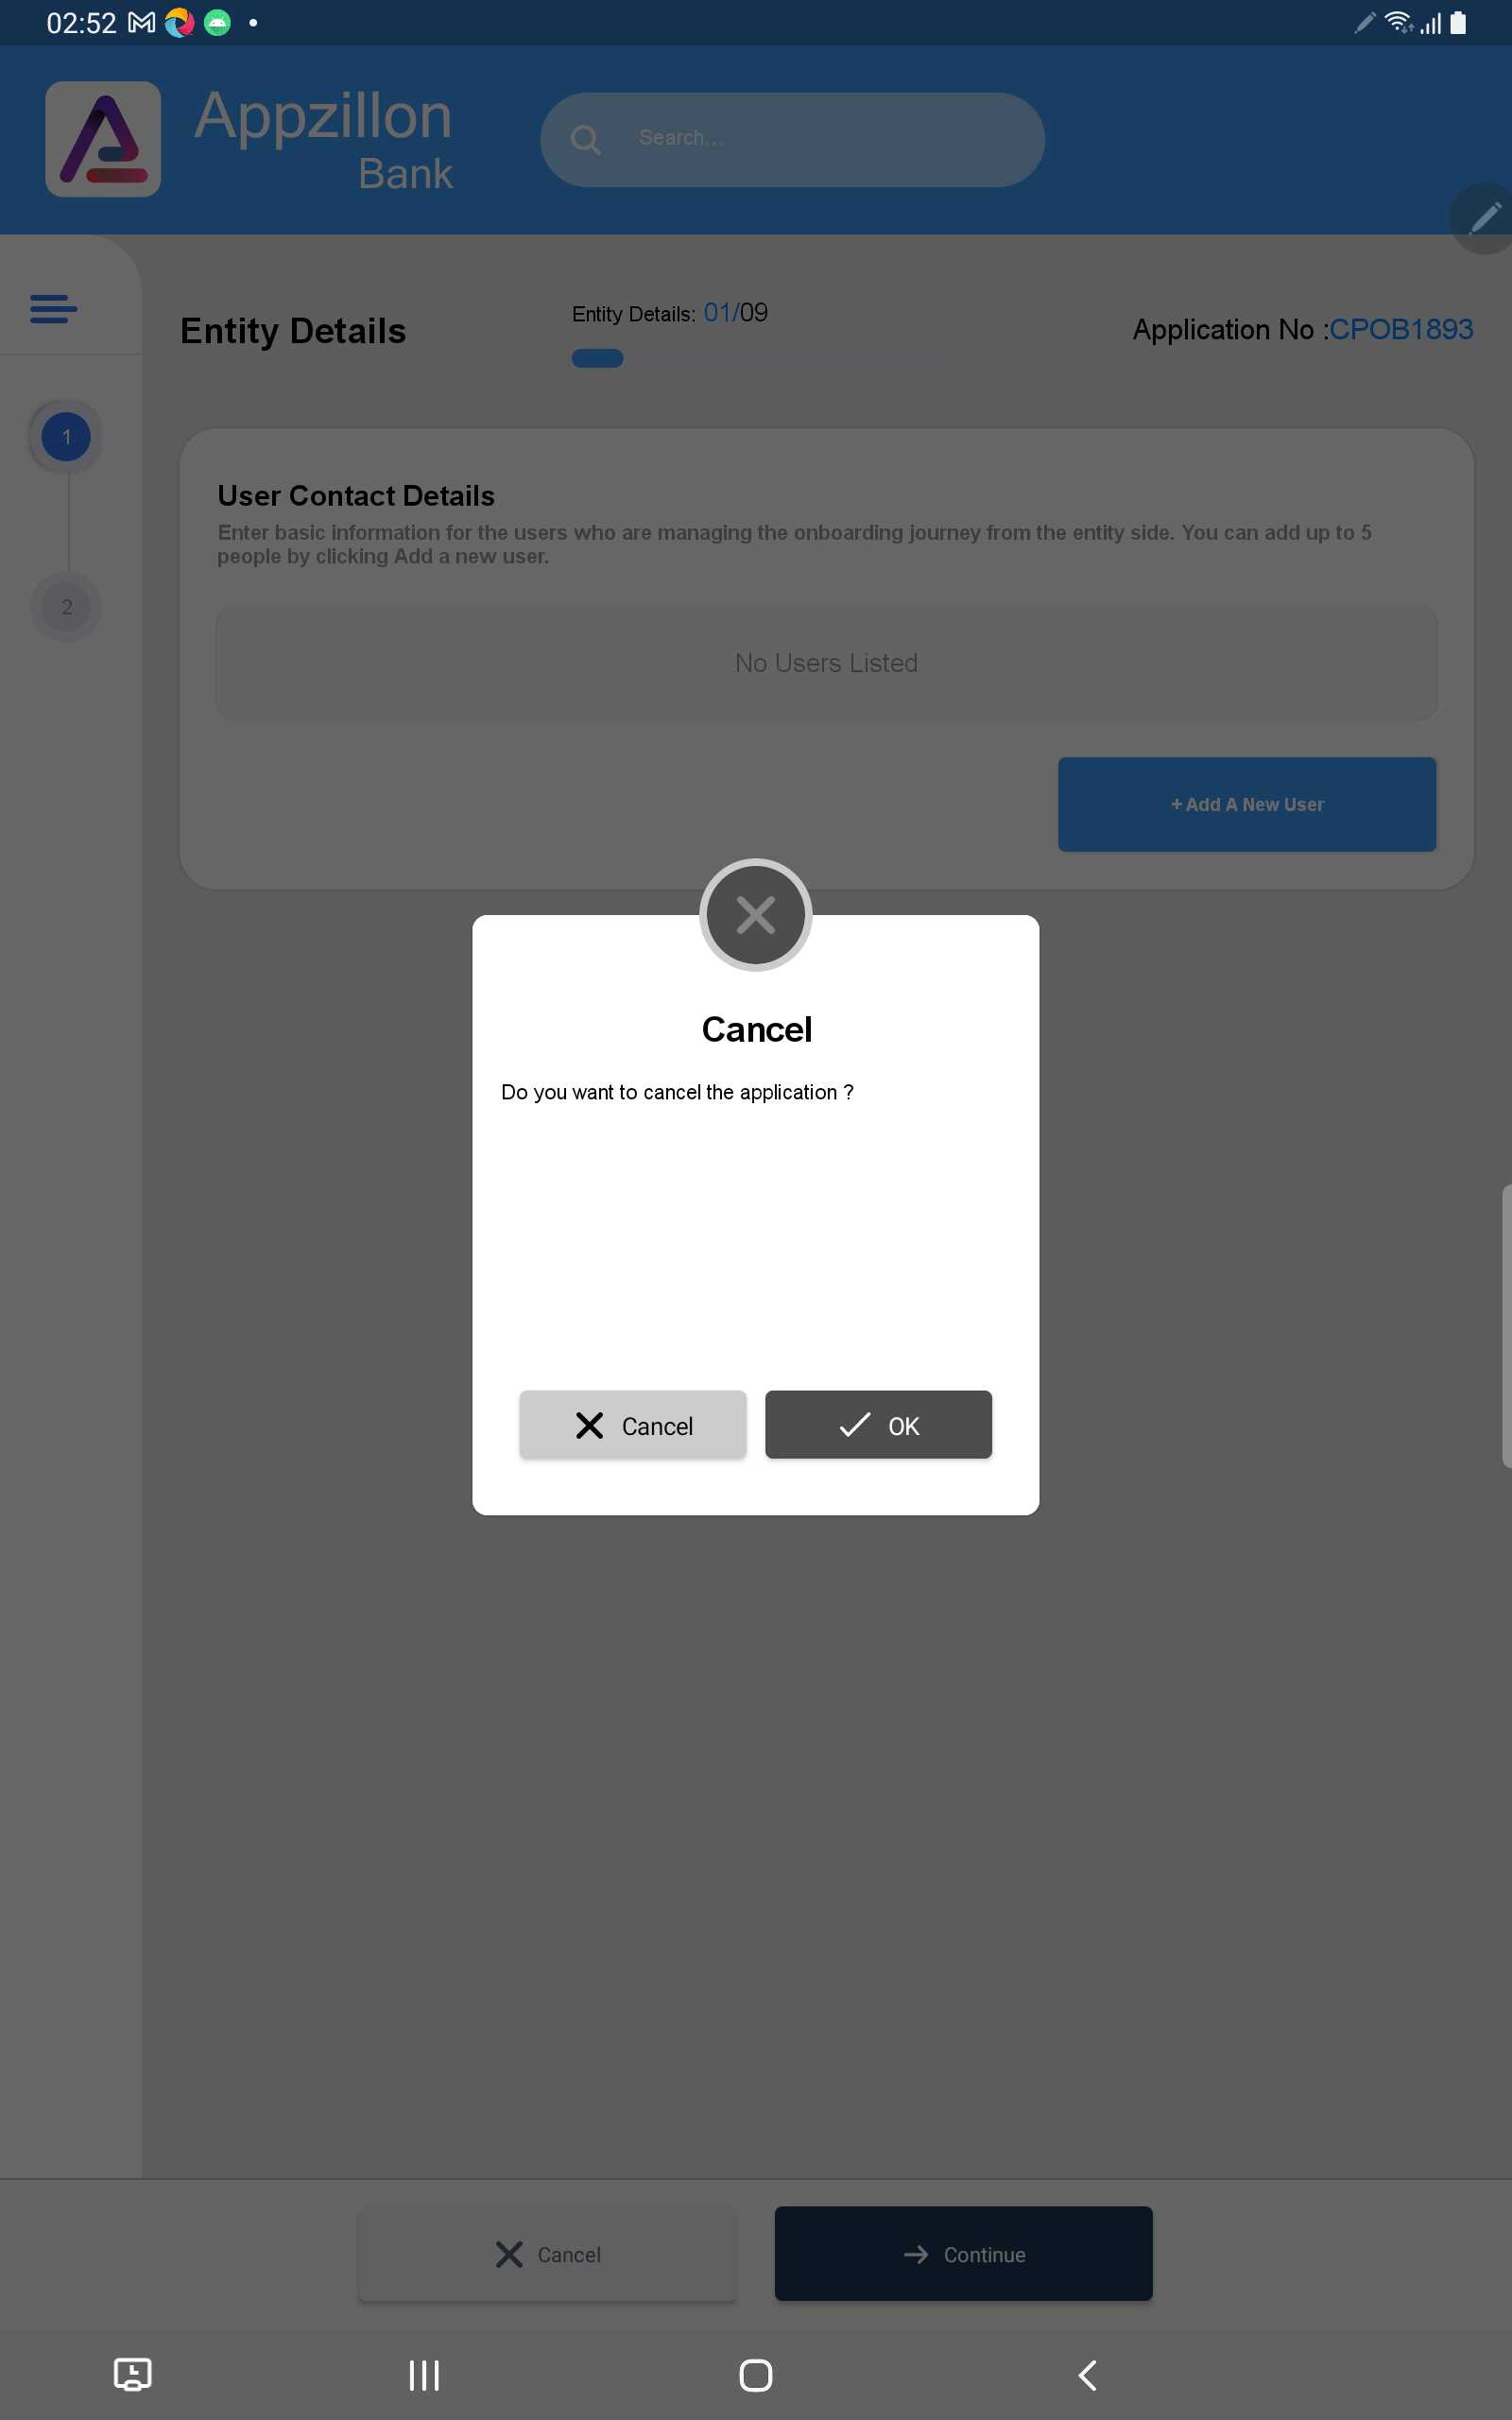 02:52
Appzillon
Bank
Search...
Entity Details
Entity Details: 01/09
Application No :CPOB1893
1
2
User Contact Details
Enter basic information for the users who are managing the onboarding journey from the entity side. You can add up to 5
people by clicking Add a new user.
No Users Listed
+ Add A New User
Cancel
Do you want to cancel the application ?
Cancel
OK
Cancel
Continue